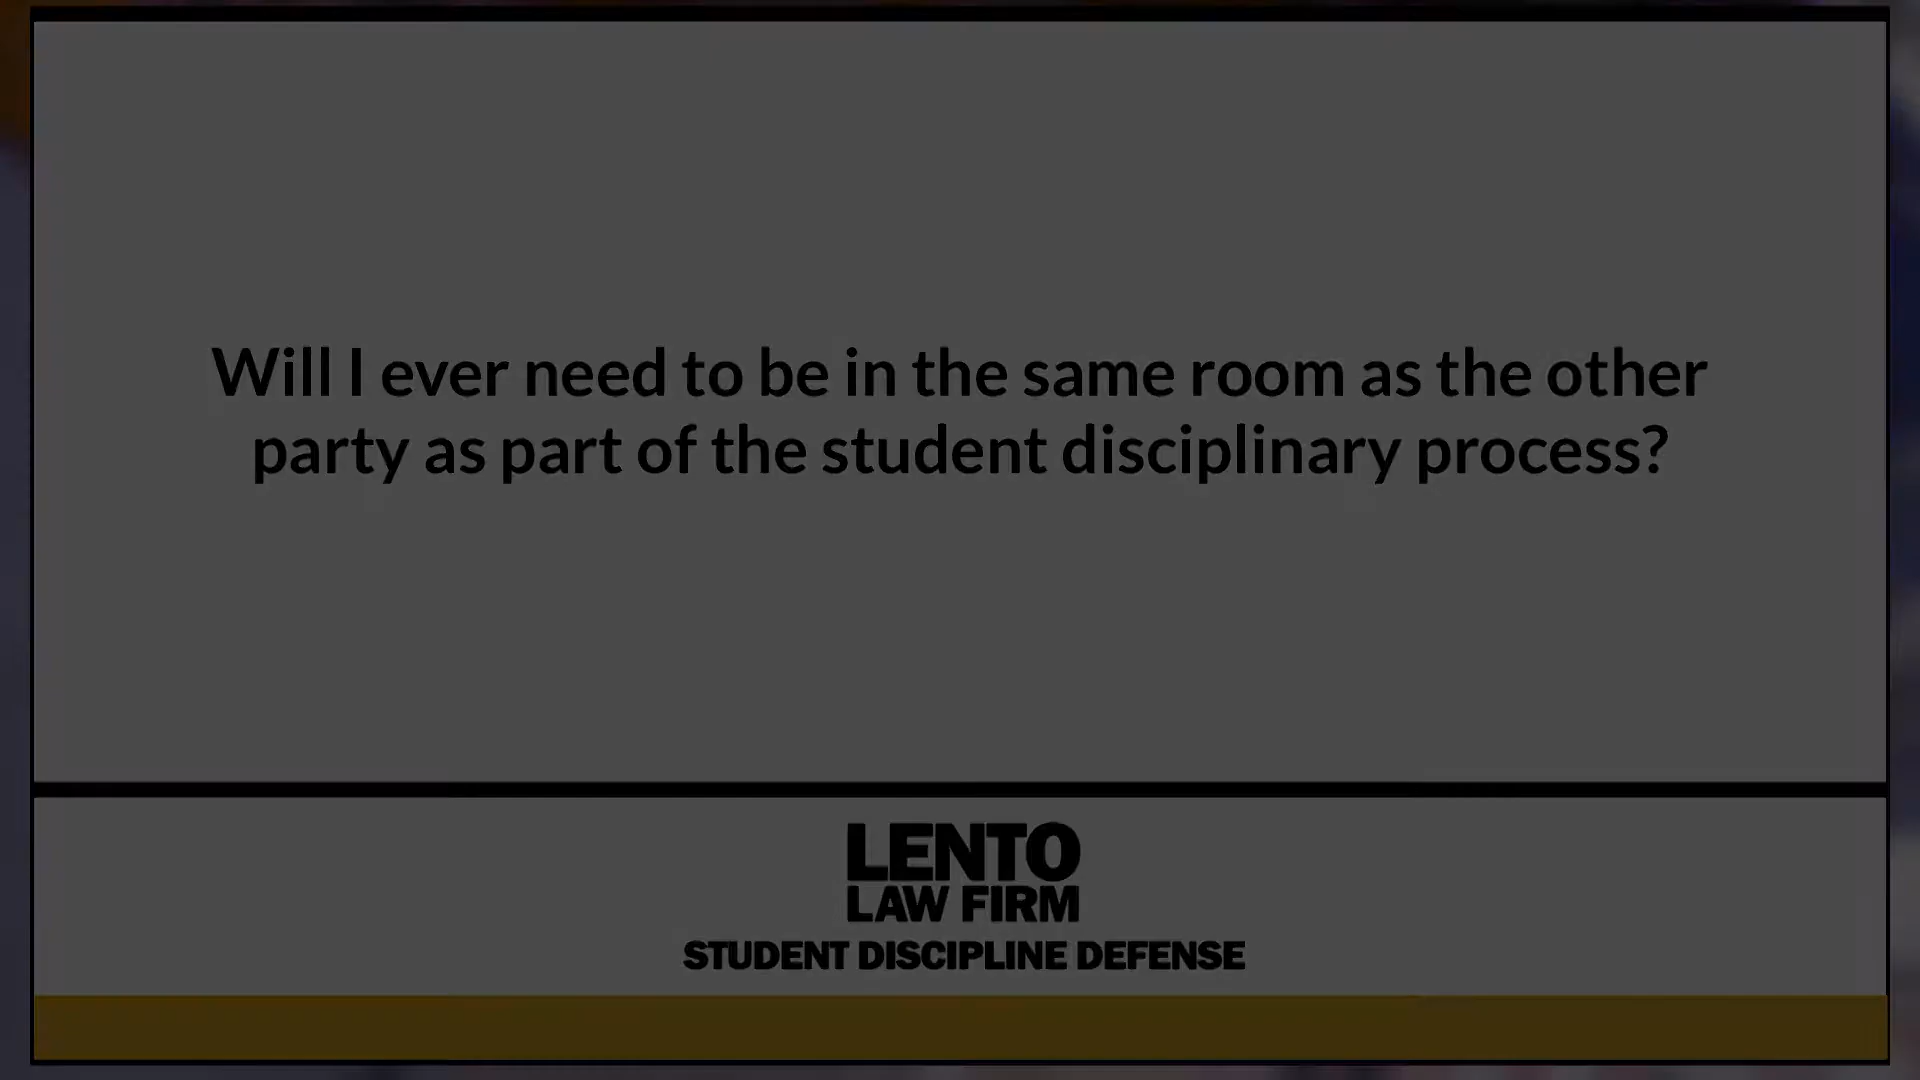 Will I ever need to be in the same room as the other
party as part of the student disciplinary process?
LENTO
LAW FIRM
STUDENT DISCIPLINE DEFENSE